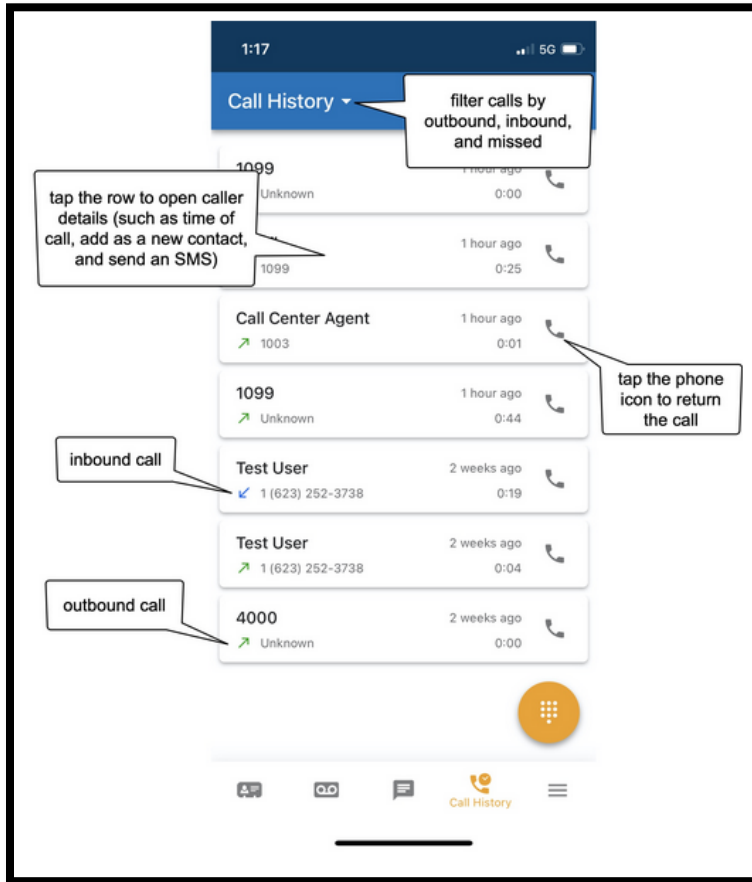 1:17
5G
Call History
filter calls by
outbound, inbound,
and missed
1099
1 hour ago
Unknown
0:00
tap the row to open caller
details (such as time of
call, add as a new contact,
and send an SMS)
1 hour ago
1099
0:25
Call Center Agent
1 hour ago
1003
0:01
tap the phone
icon to return
the call
1099
1 hour ago
Unknown
0:44
inbound call
Test User
2 weeks ago
1 (623) 252-3738
0:19
Test User
2 weeks ago
1 (623) 252-3738
0:04
outbound call
4000
2 weeks ago
Unknown
0:00
Call History